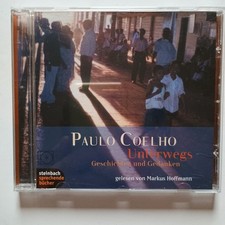 PAULO COELHO
Unterwegs
Geschichten und Gedanken
gelesen von Markus Hoffmann
steinbach
sprechende
bücher